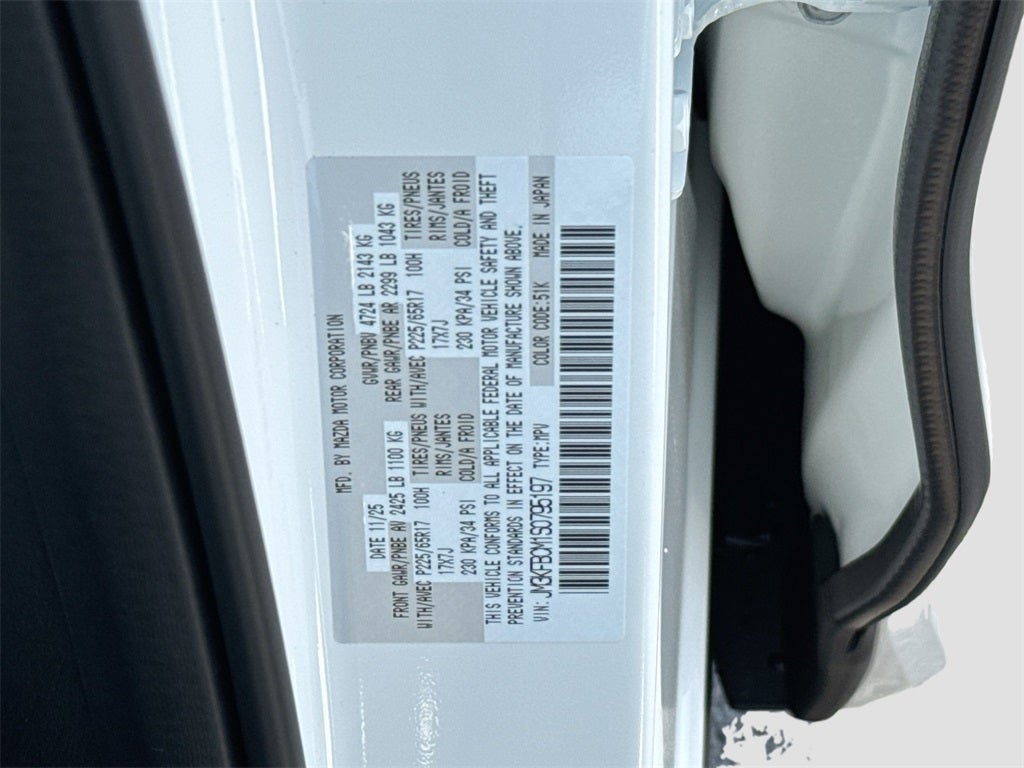 MFD. BY MAZDA MOTOR CORPORATION
DATE 11/25 GVWR/PNBV 4724 LB 2143 KG
FRONT GAWR/PNBE AV 2425 LB 1100 KG REAR GAWR/PNBE AR 2299 LB 1043 KG
WITH/AVEC P225/65R17 100H TIRES/PNEUS WITH/AVEC P225/65R17 100H TIRES/PNEUS
17X7J RIMS/JANTES 17X7J RIMS/JANTES
230 KPA/34 PSI COLD/A FROID 230 KPA/34 PSI COLD/A FROID
THIS VEHICLE CONFORMS TO ALL APPLICABLE FEDERAL MOTOR VEHICLE SAFETY AND THEFT
PREVENTION STANDARDS IN EFFECT ON THE DATE OF MANUFACTURE SHOWN ABOVE.
VIN: JM3KFBCM1S0795197 TYPE:MPV COLOR CODE:51K MADE IN JAPAN